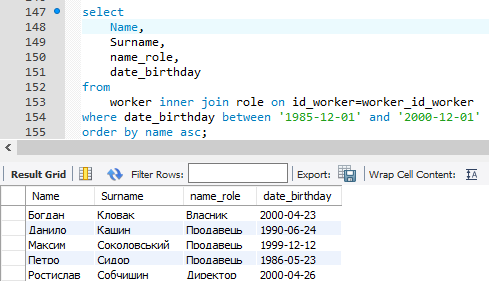 147 select
148 Name,
149 Surname,
150 name_role,
151 date_birthday
152 from
153 worker inner join role on id_worker=worker_id_worker
154 where date_birthday between '1985-12-01' and '2000-12-01'
155 order by name asc;
Result Grid Filter Rows: Export: Wrap Cell Content:
Name Surname name_role date_birthday
Богдан Кловак Власник 2000-04-23
Данило Кашин Продавець 1990-06-24
Максим Соколовський Продавець 1999-12-12
Петро Сидор Продавець 1986-05-23
Ростислав Собчишин Директор 2000-04-26